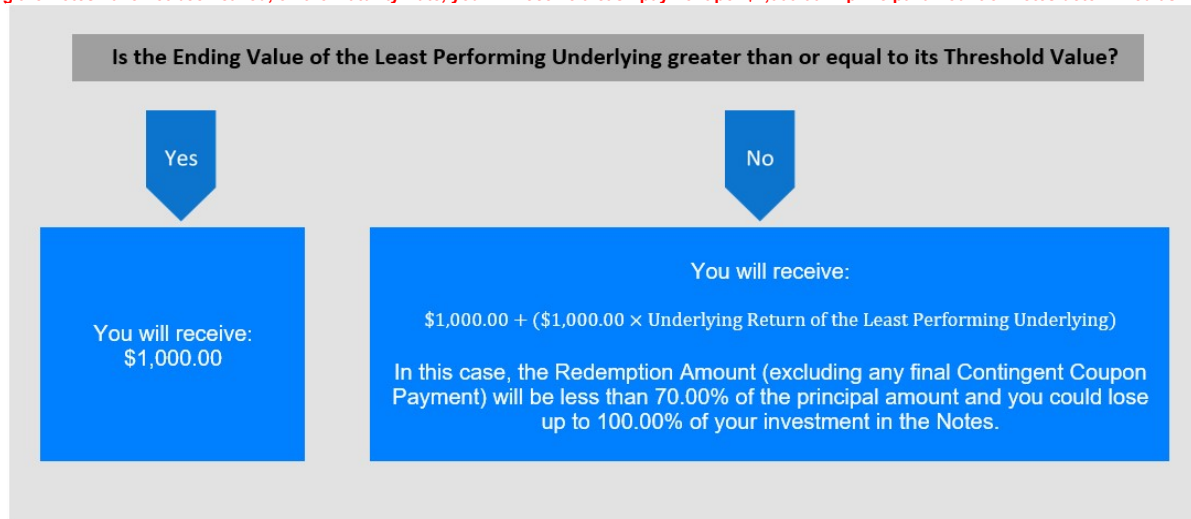 Is the Ending Value of the Least Performing Underlying greater than or equal to its Threshold Value?
Yes
No
You will receive:
$1,000.00
You will receive:
$1,000.00 + ($1,000.00 × Underlying Return of the Least Performing Underlying)
In this case, the Redemption Amount (excluding any final Contingent Coupon
Payment) will be less than 70.00% of the principal amount and you could lose
up to 100.00% of your investment in the Notes.